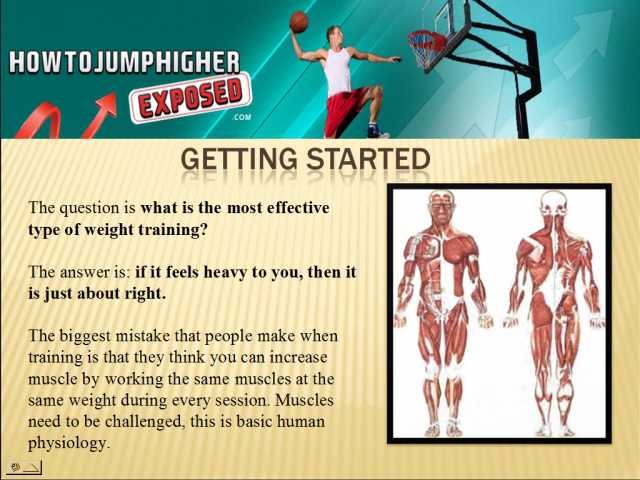 HOWTOJUMPHIGHER
EXPOSED
.COM
GETTING STARTED
The question is what is the most effective
type of weight training?
The answer is: if it feels heavy to you, then it
is just about right.
The biggest mistake that people make when
training is that they think you can increase
muscle by working the same muscles at the
same weight during every session. Muscles
need to be challenged, this is basic human
physiology.